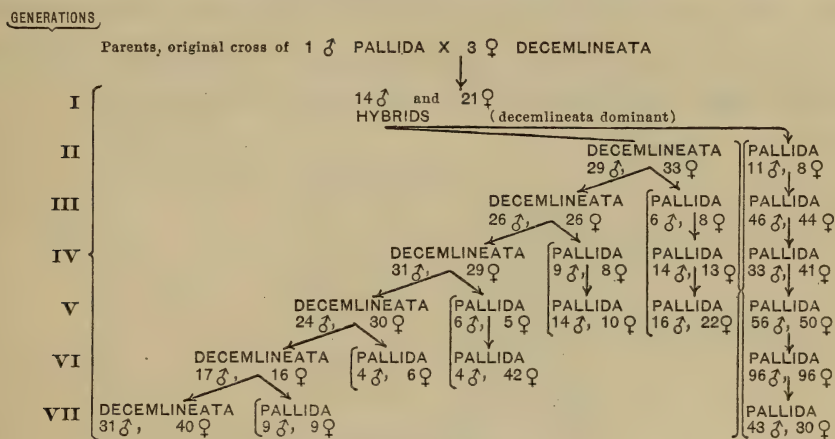 GENERATIONS
Parents, original cross of 1 ♂ PALLIDA X 3 ♀ DECEMLINEATA
I 14 ♂ and 21 ♀
HYBRIDS (decemlineata dominant)
II DECEMLINEATA PALLIDA
29 ♂, 33 ♀ 11 ♂, 8 ♀
III DECEMLINEATA PALLIDA PALLIDA
26 ♂, 26 ♀ 6 ♂, 8 ♀ 46 ♂, 44 ♀
IV DECEMLINEATA PALLIDA PALLIDA PALLIDA
31 ♂, 29 ♀ 9 ♂, 8 ♀ 14 ♂, 13 ♀ 33 ♂, 41 ♀
V DECEMLINEATA PALLIDA PALLIDA PALLIDA PALLIDA
24 ♂, 30 ♀ 6 ♂, 5 ♀ 14 ♂, 10 ♀ 16 ♂, 22 ♀ 56 ♂, 50 ♀
VI DECEMLINEATA PALLIDA PALLIDA PALLIDA
17 ♂, 16 ♀ 4 ♂, 6 ♀ 4 ♂, 42 ♀ 96 ♂, 96 ♀
VII DECEMLINEATA PALLIDA PALLIDA
31 ♂, 40 ♀ 9 ♂, 9 ♀ 43 ♂, 30 ♀